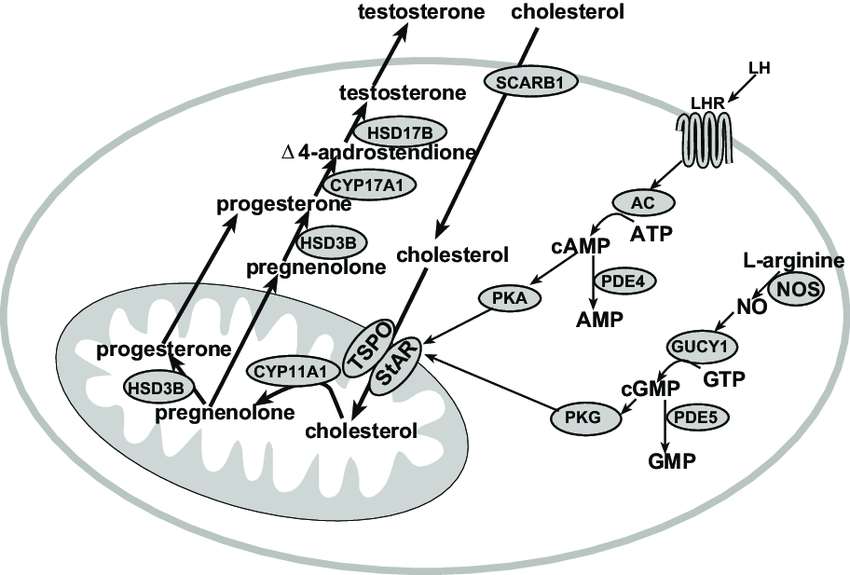 testosterone
cholesterol
SCARB1
LH
LHR
testosterone
HSD17B
Δ4-androstendione
CYP17A1
AC
ATP
progesterone
HSD3B
cAMP
cholesterol
pregnenolone
L-arginine
PDE4
NOS
PKA
NO
AMP
TSPO
StAR
GUCY1
progesterone
CYP11A1
GTP
HSD3B
cGMP
pregnenolone
PKG
PDE5
cholesterol
GMP